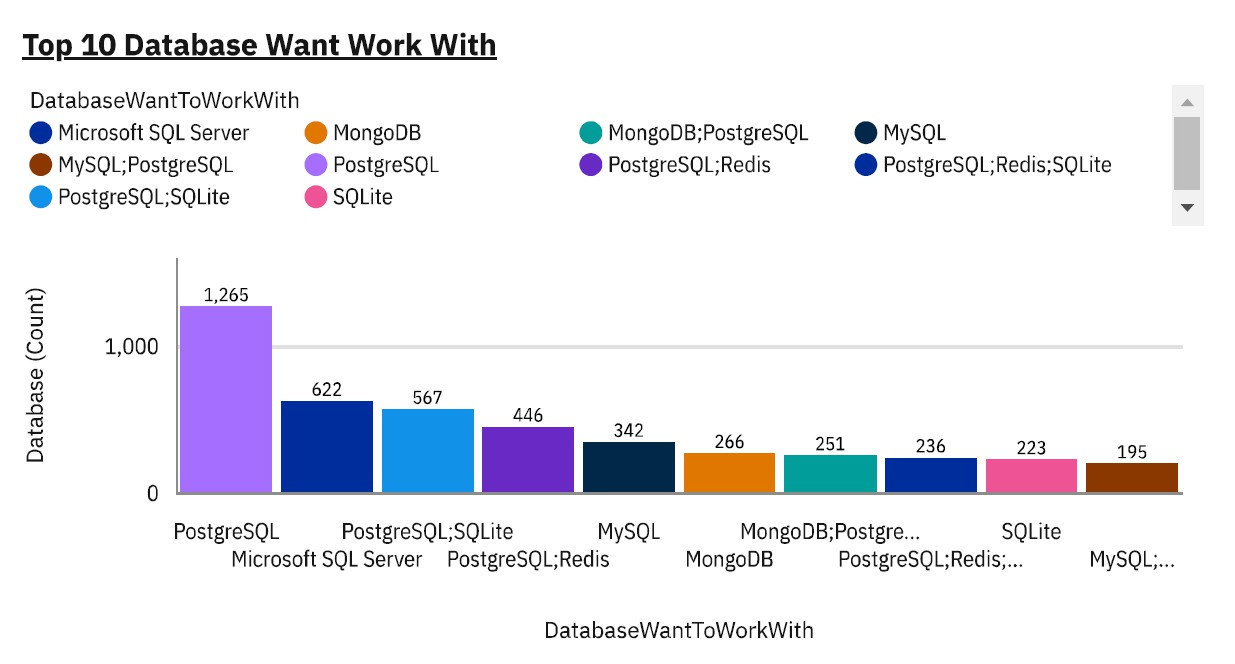 Top 10 Database Want Work With
DatabaseWantToWorkWith
Microsoft SQL Server MongoDB MongoDB;PostgreSQL MySQL
MySQL;PostgreSQL PostgreSQL PostgreSQL;Redis PostgreSQL;Redis;SQLite
PostgreSQL;SQLite SQLite
Database (Count)
1,000
0
1,265
622
567
446
342
266
251
236
223
195
PostgreSQL PostgreSQL;SQLite MySQL MongoDB;Postgre... SQLite
Microsoft SQL Server PostgreSQL;Redis MongoDB PostgreSQL;Redis;... MySQL;...
DatabaseWantToWorkWith